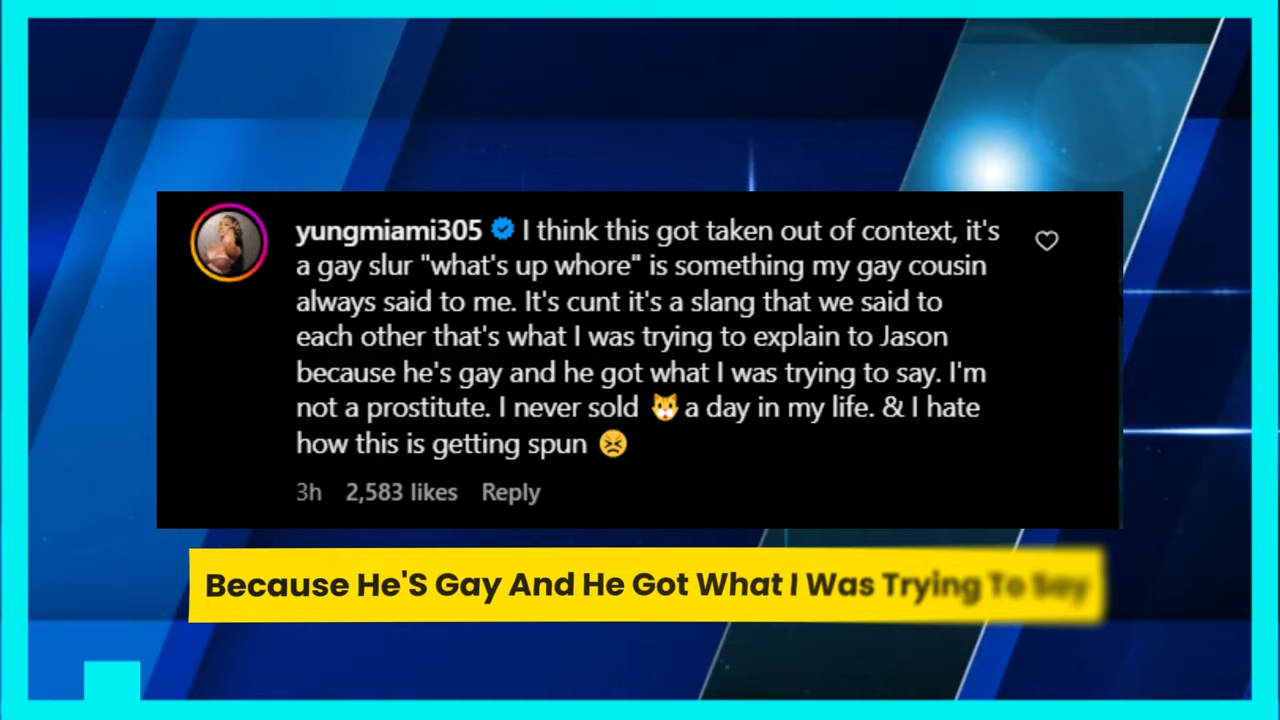 yungmiami305 I think this got taken out of context, it's
a gay slur "what's up whore" is something my gay cousin
always said to me. It's cunt it's a slang that we said to
each other that's what I was trying to explain to Jason
because he's gay and he got what I was trying to say. I'm
not a prostitute. I never sold 🐱 a day in my life. & I hate
how this is getting spun 😣
3h 2,583 likes Reply
Because He'S Gay And He Got What I Was Trying To Say